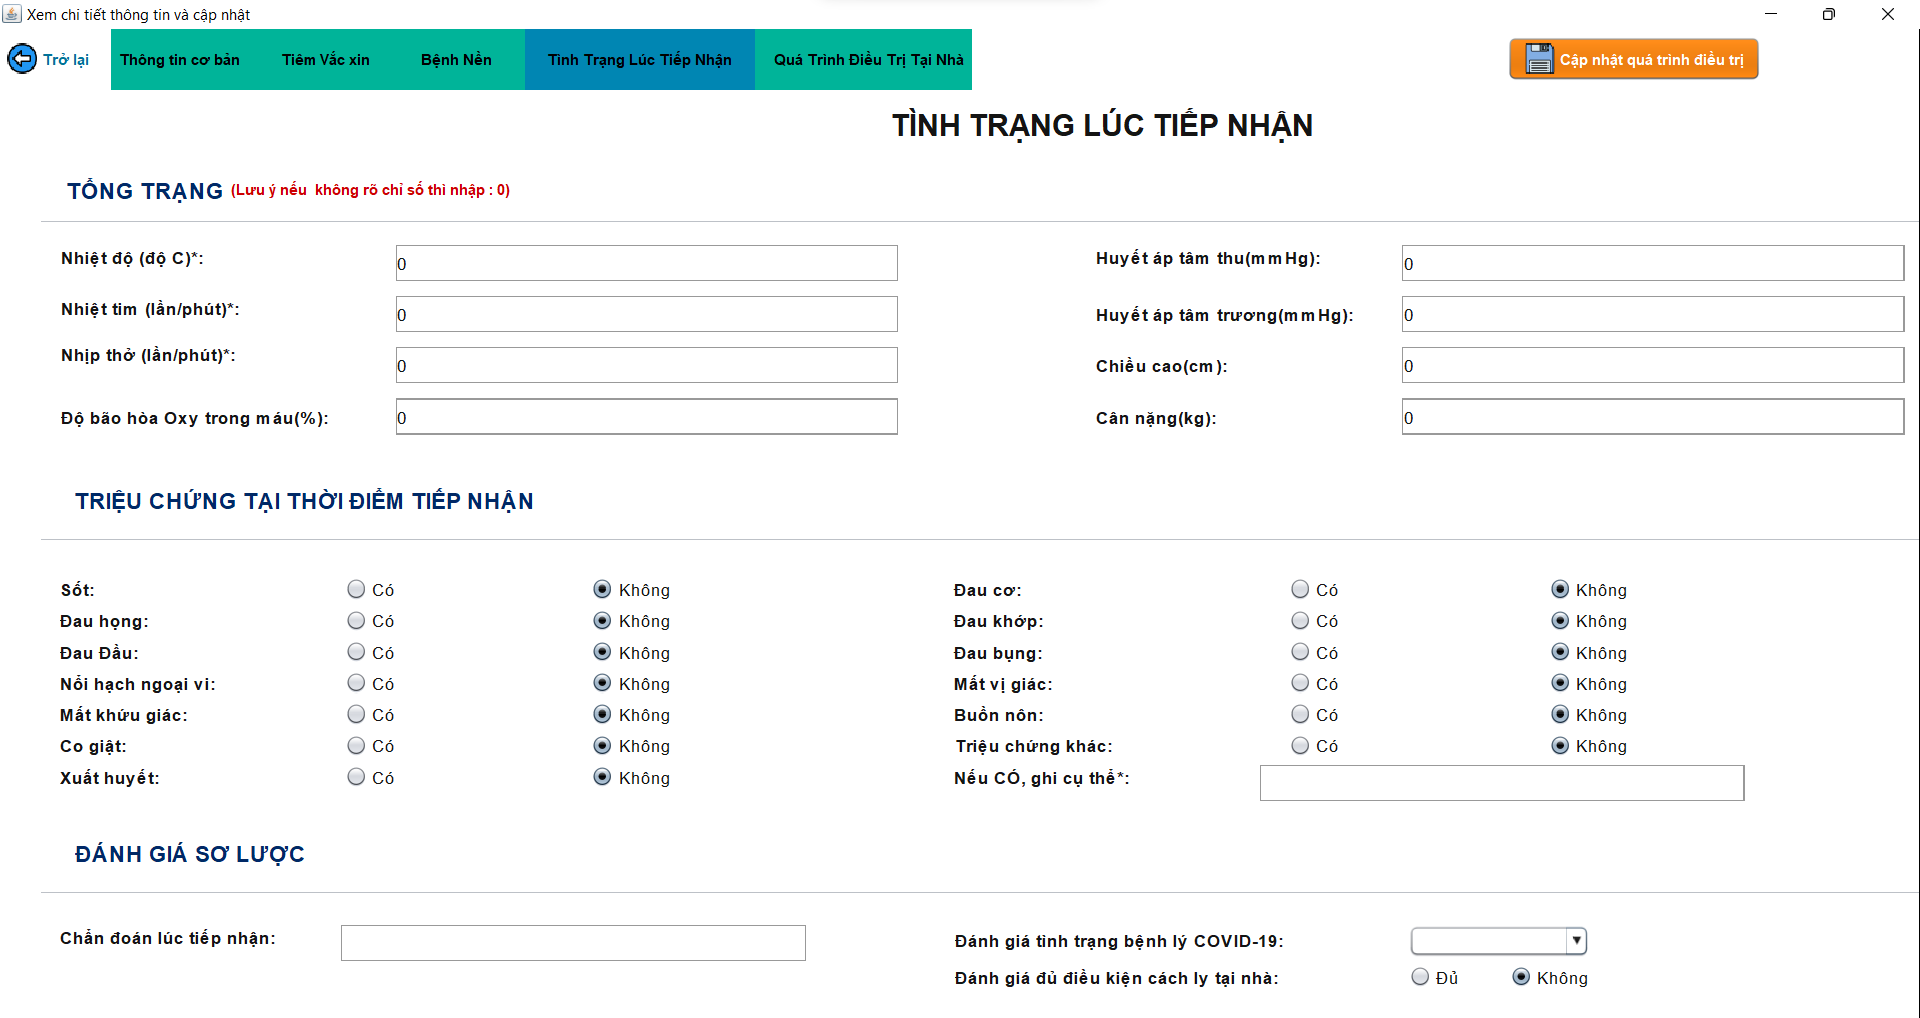 Xem chi tiết thông tin và cập nhật
Trở lại
Thông tin cơ bản
Tiêm Vắc xin
Bệnh Nền
Tình Trạng Lúc Tiếp Nhận
Quá Trình Điều Trị Tại Nhà
Cập nhật quá trình điều trị
TÌNH TRẠNG LÚC TIẾP NHẬN
TỔNG TRẠNG (Lưu ý nếu không rõ chỉ số thì nhập : 0)
Nhiệt độ (độ C)*: 0
Huyết áp tâm thu(mmHg): 0
Nhiệt tim (lần/phút)*: 0
Huyết áp tâm trương(mmHg): 0
Nhịp thở (lần/phút)*: 0
Chiều cao(cm): 0
Độ bão hòa Oxy trong máu(%): 0
Cân nặng(kg): 0
TRIỆU CHỨNG TẠI THỜI ĐIỂM TIẾP NHẬN
Sốt: Có Không
Đau cơ: Có Không
Đau họng: Có Không
Đau khớp: Có Không
Đau Đầu: Có Không
Đau bụng: Có Không
Nổi hạch ngoại vi: Có Không
Mất vị giác: Có Không
Mất khứu giác: Có Không
Buồn nôn: Có Không
Co giật: Có Không
Triệu chứng khác: Có Không
Xuất huyết: Có Không
Nếu CÓ, ghi cụ thể*:
ĐÁNH GIÁ SƠ LƯỢC
Chẩn đoán lúc tiếp nhận:
Đánh giá tình trạng bệnh lý COVID-19:
Đánh giá đủ điều kiện cách ly tại nhà: Đủ Không